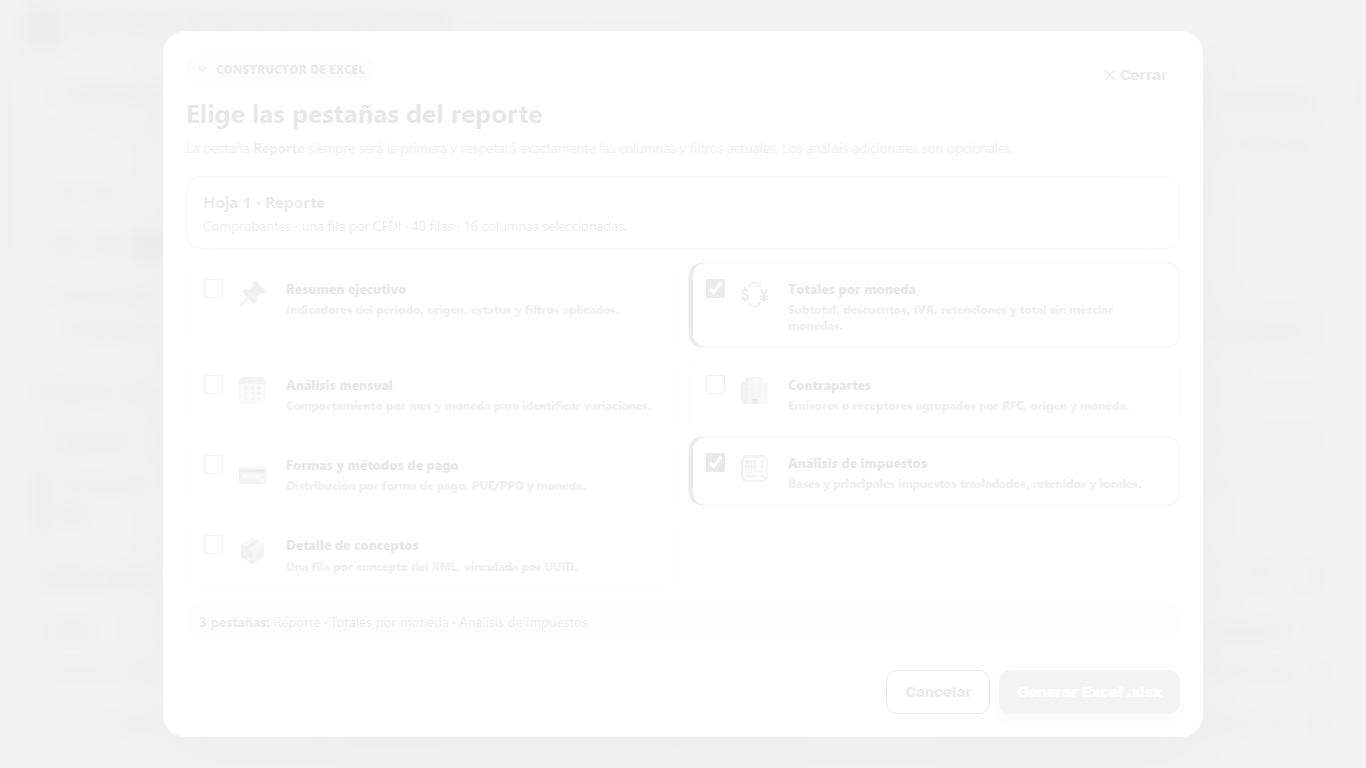 CONSTRUCTOR DE EXCEL
× Cerrar
Elige las pestañas del reporte
La pestaña Reporte siempre será la primera y respetará exactamente las columnas y filtros actuales. Los análisis adicionales son opcionales.
Hoja 1 · Reporte
Comprobantes · una fila por CFDI · 40 filas · 16 columnas seleccionadas.
Resumen ejecutivo
Indicadores del periodo, origen, estatus y filtros aplicados.
Totales por moneda
Subtotal, descuentos, IVA, retenciones y total sin mezclar
monedas.
Análisis mensual
Comportamiento por mes y moneda para identificar variaciones.
Contrapartes
Emisores o receptores agrupados por RFC, origen y moneda.
Formas y métodos de pago
Distribución por forma de pago, PUE/PPD y moneda.
Análisis de impuestos
Bases y principales impuestos trasladados, retenidos y locales.
Detalle de conceptos
Una fila por concepto del XML, vinculada por UUID.
3 pestañas: Reporte · Totales por moneda · Análisis de impuestos
Cancelar
Generar Excel .xlsx